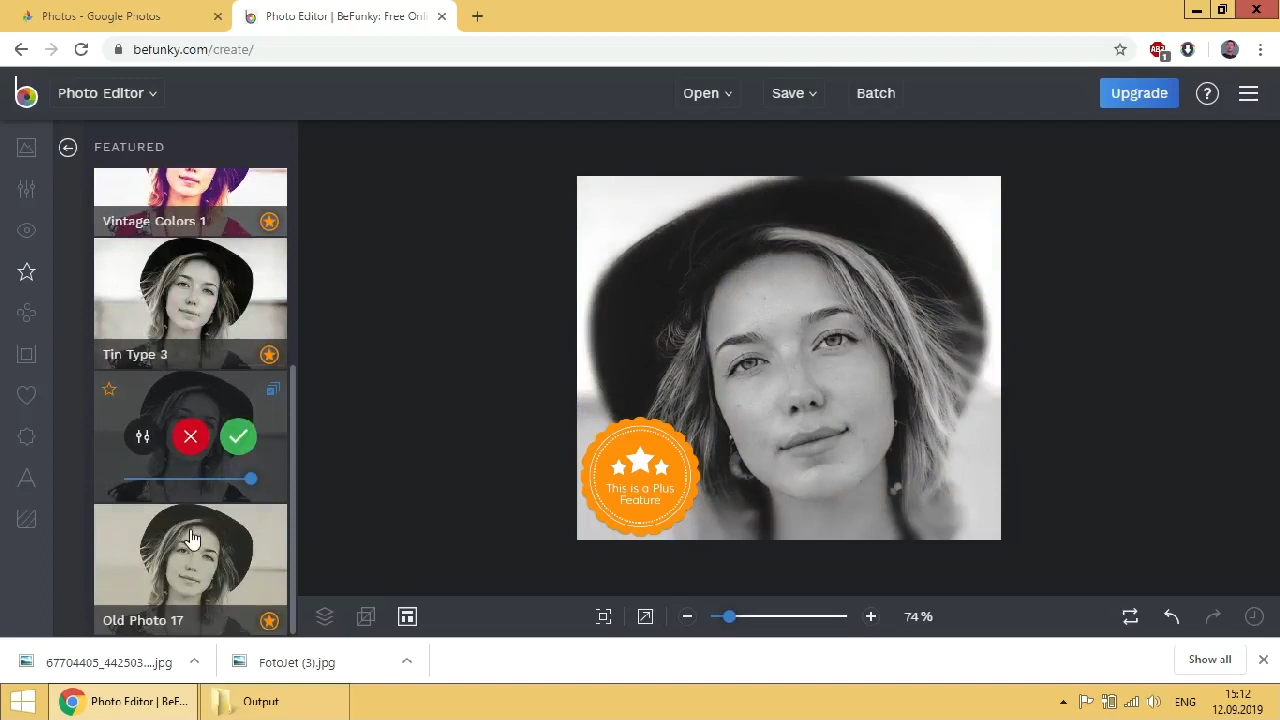 Photos - Google Photos
Photo Editor | BeFunky: Free Onli
befunky.com/create/
ABP
1
Photo Editor
Open
Save
Batch
Upgrade
?
FEATURED
Vintage Colors 1
Tin Type 3
This is a Plus
Feature
Old Photo 17
74 %
67704405_442503....jpg
FotoJet (3).jpg
Show all
Photo Editor | BeF...
Output
ENG
15:12
12.09.2019